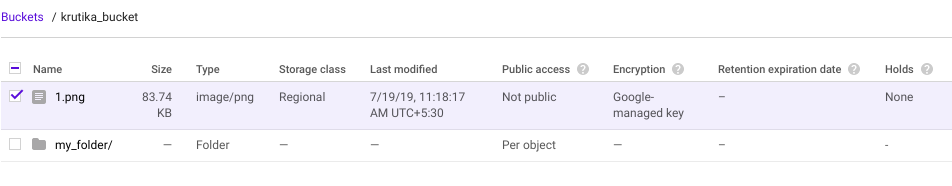 Buckets / krutika_bucket
Name Size Type Storage class Last modified Public access Encryption Retention expiration date Holds
1.png 83.74 image/png Regional 7/19/19, 11:18:17 Not public Google- – None
KB AM UTC+5:30 managed key
my_folder/ — Folder — — Per object — – -